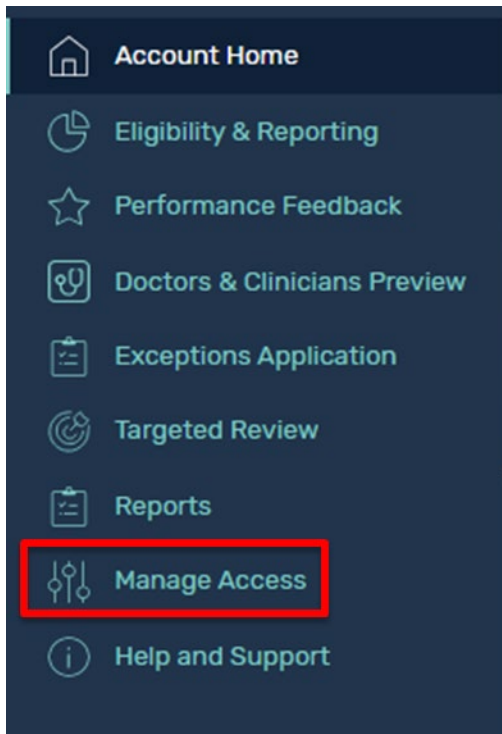 Account Home
Eligibility & Reporting
Performance Feedback
Doctors & Clinicians Preview
Exceptions Application
Targeted Review
Reports
Manage Access
Help and Support